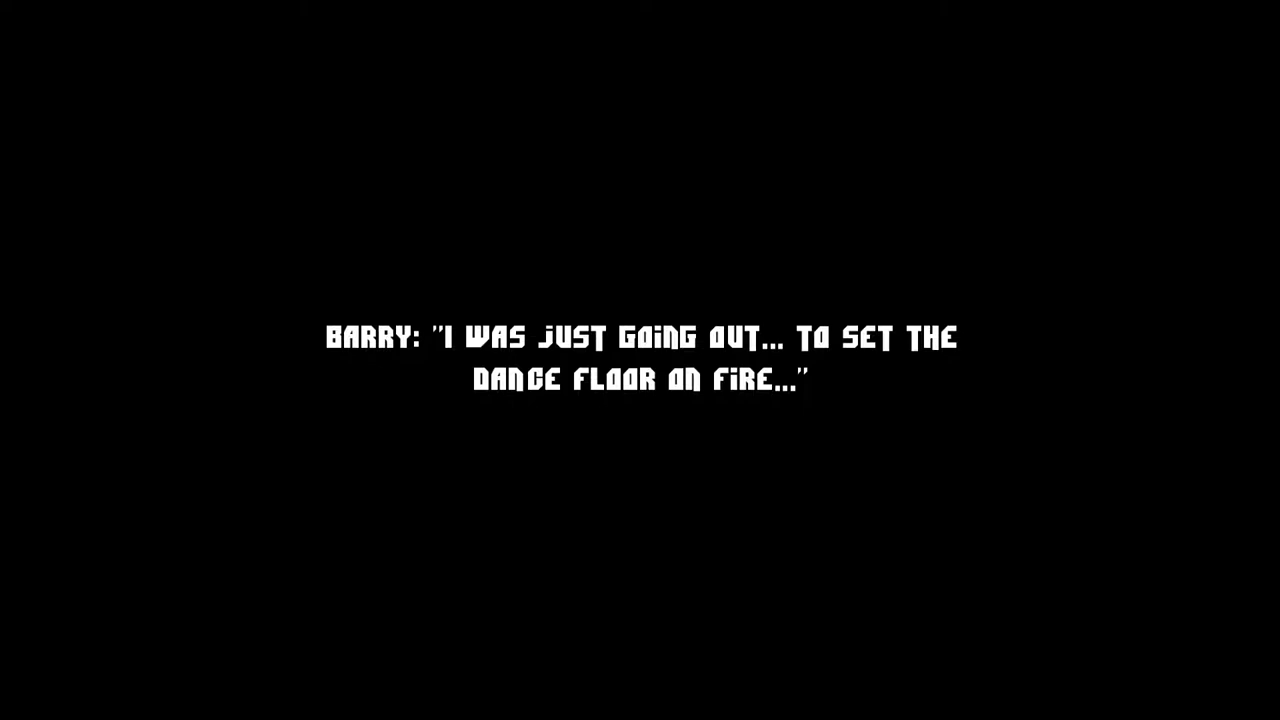 BARRY: "I WAS JUST GOING OUT... TO SET THE
DANCE FLOOR ON FIRE..."